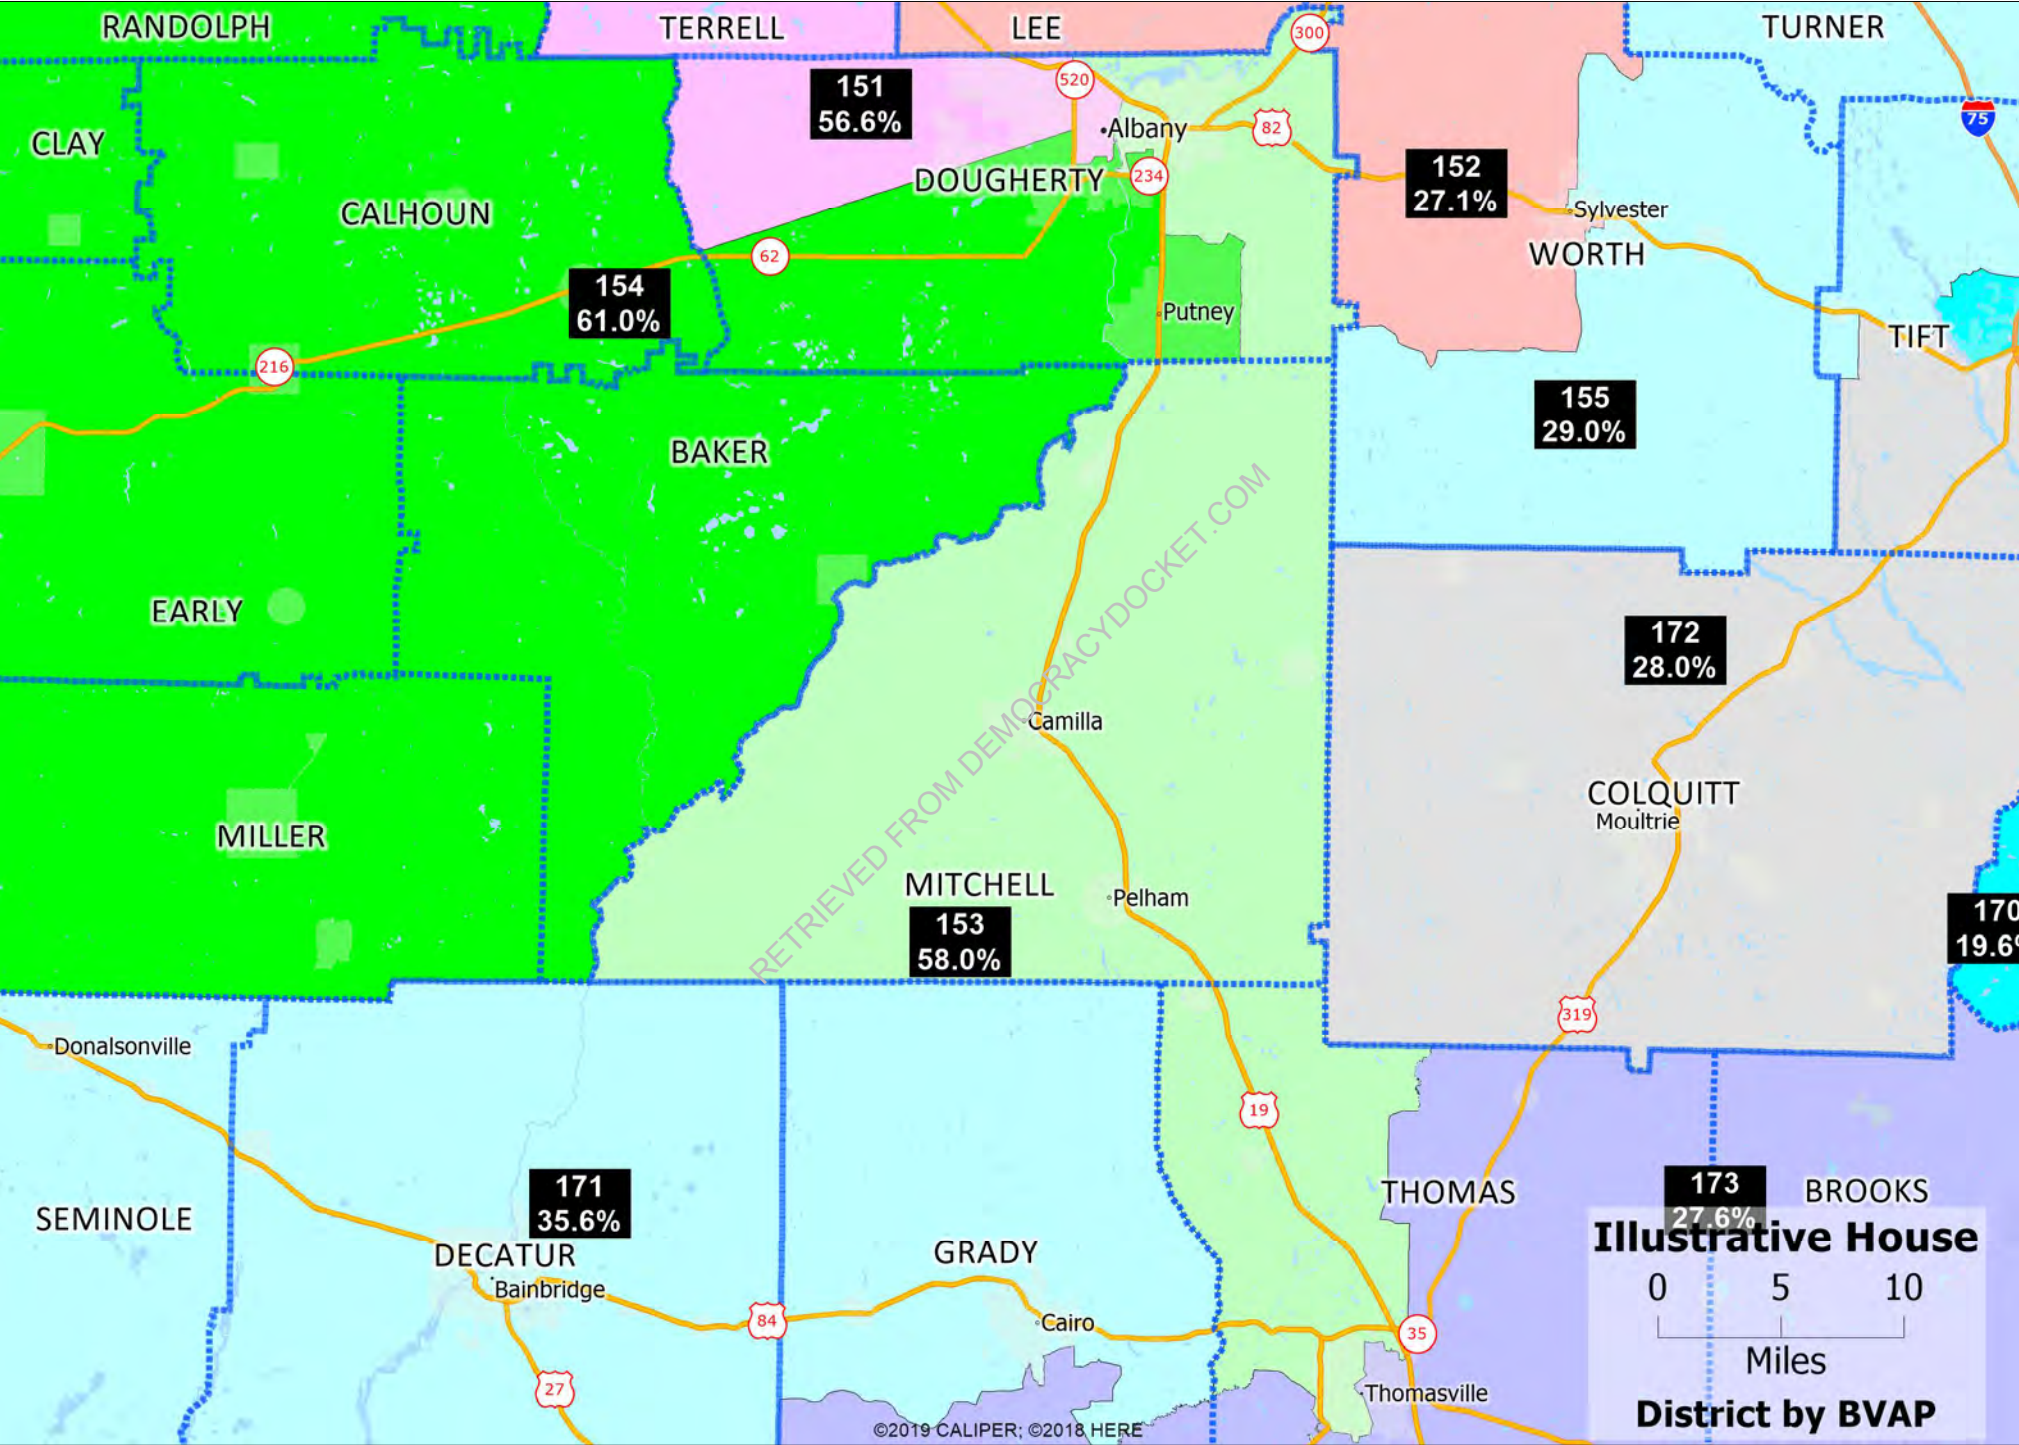 RANDOLPH
TERRELL
LEE
300
TURNER
520
151
56.6%
75
CLAY
Albany
82
DOUGHERTY
234
152
27.1%
CALHOUN
Sylvester
WORTH
62
154
61.0%
Putney
TIFT
216
155
29.0%
BAKER
EARLY
172
28.0%
Camilla
RETRIEVED FROM DEMOCRACYDOCKET.COM
COLQUITT
Moultrie
MILLER
MITCHELL
Pelham
153
58.0%
170
19.6%
319
Donalsonville
19
171
35.6%
THOMAS
173
27.6%
BROOKS
SEMINOLE
DECATUR
GRADY
Bainbridge
84
Cairo
35
27
Thomasville
Illustrative House
0 5 10
Miles
District by BVAP
©2019 CALIPER; ©2018 HERE